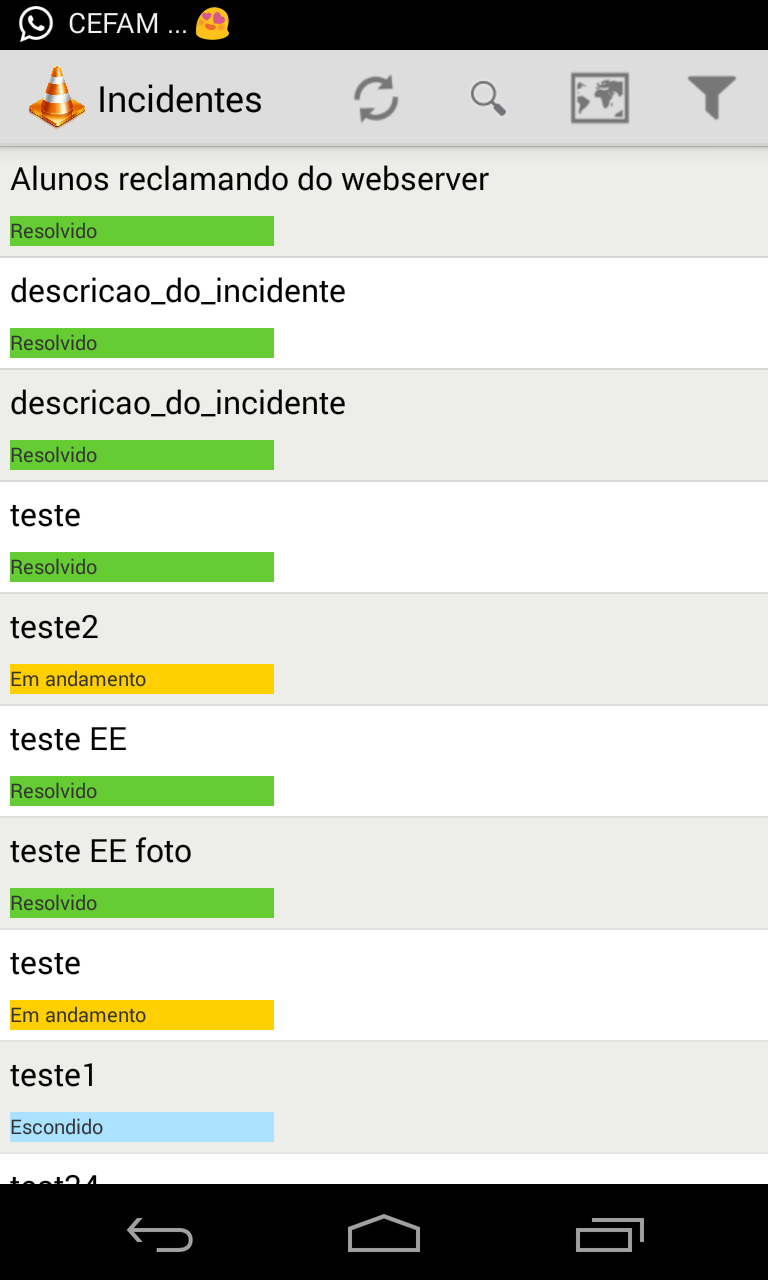 CEFAM ... 😍
Incidentes
Alunos reclamando do webserver
Resolvido
descricao_do_incidente
Resolvido
descricao_do_incidente
Resolvido
teste
Resolvido
teste2
Em andamento
teste EE
Resolvido
teste EE foto
Resolvido
teste
Em andamento
teste1
Escondido